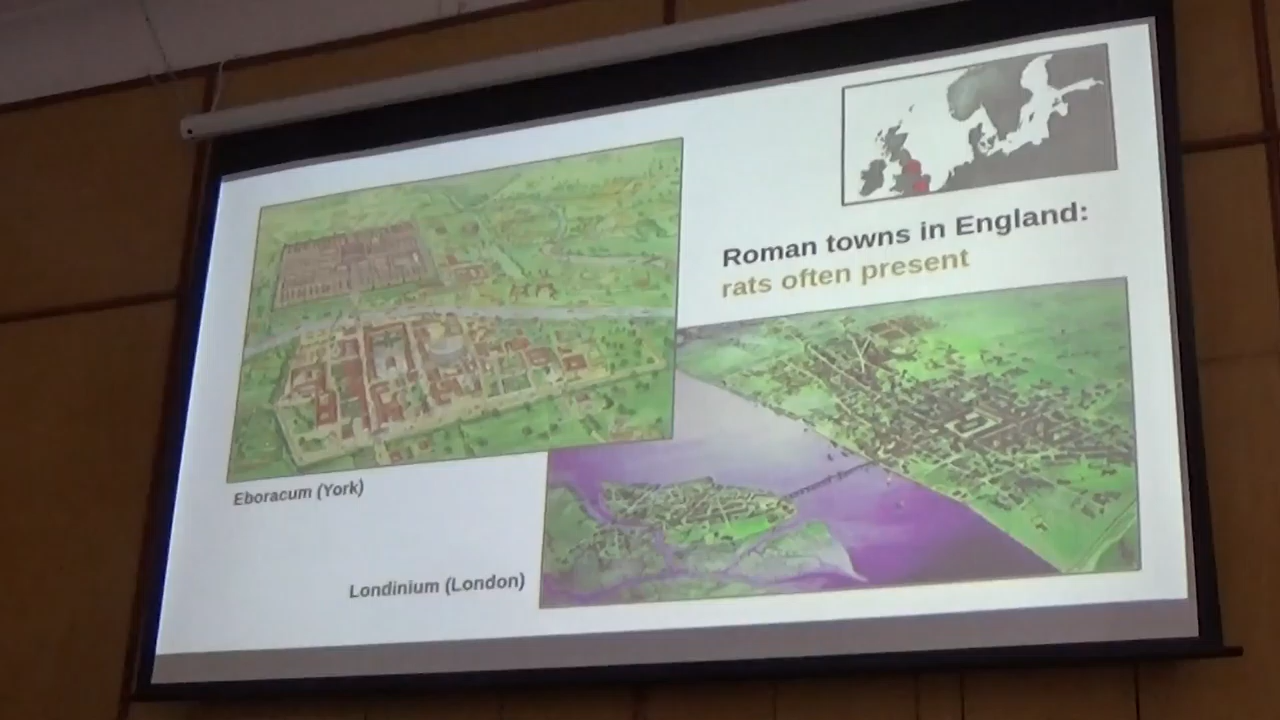 Roman towns in England:
rats often present
Eboracum (York)
Londinium (London)